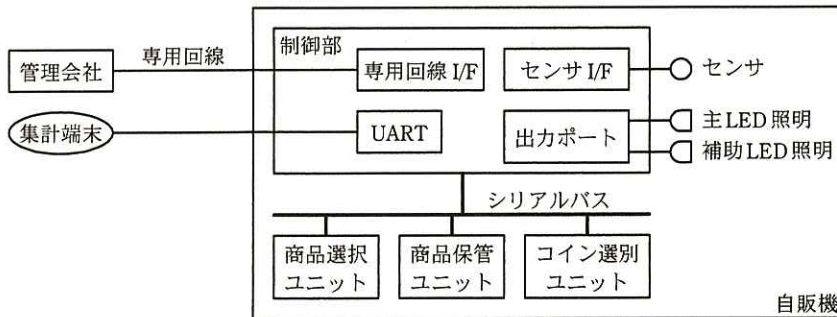 管理会社
専用回線
集計端末
制御部
専用回線 I/F
センサ I/F
センサ
UART
出力ポート
主LED照明
補助LED照明
シリアルバス
商品選択
ユニット
商品保管
ユニット
コイン選別
ユニット
自販機